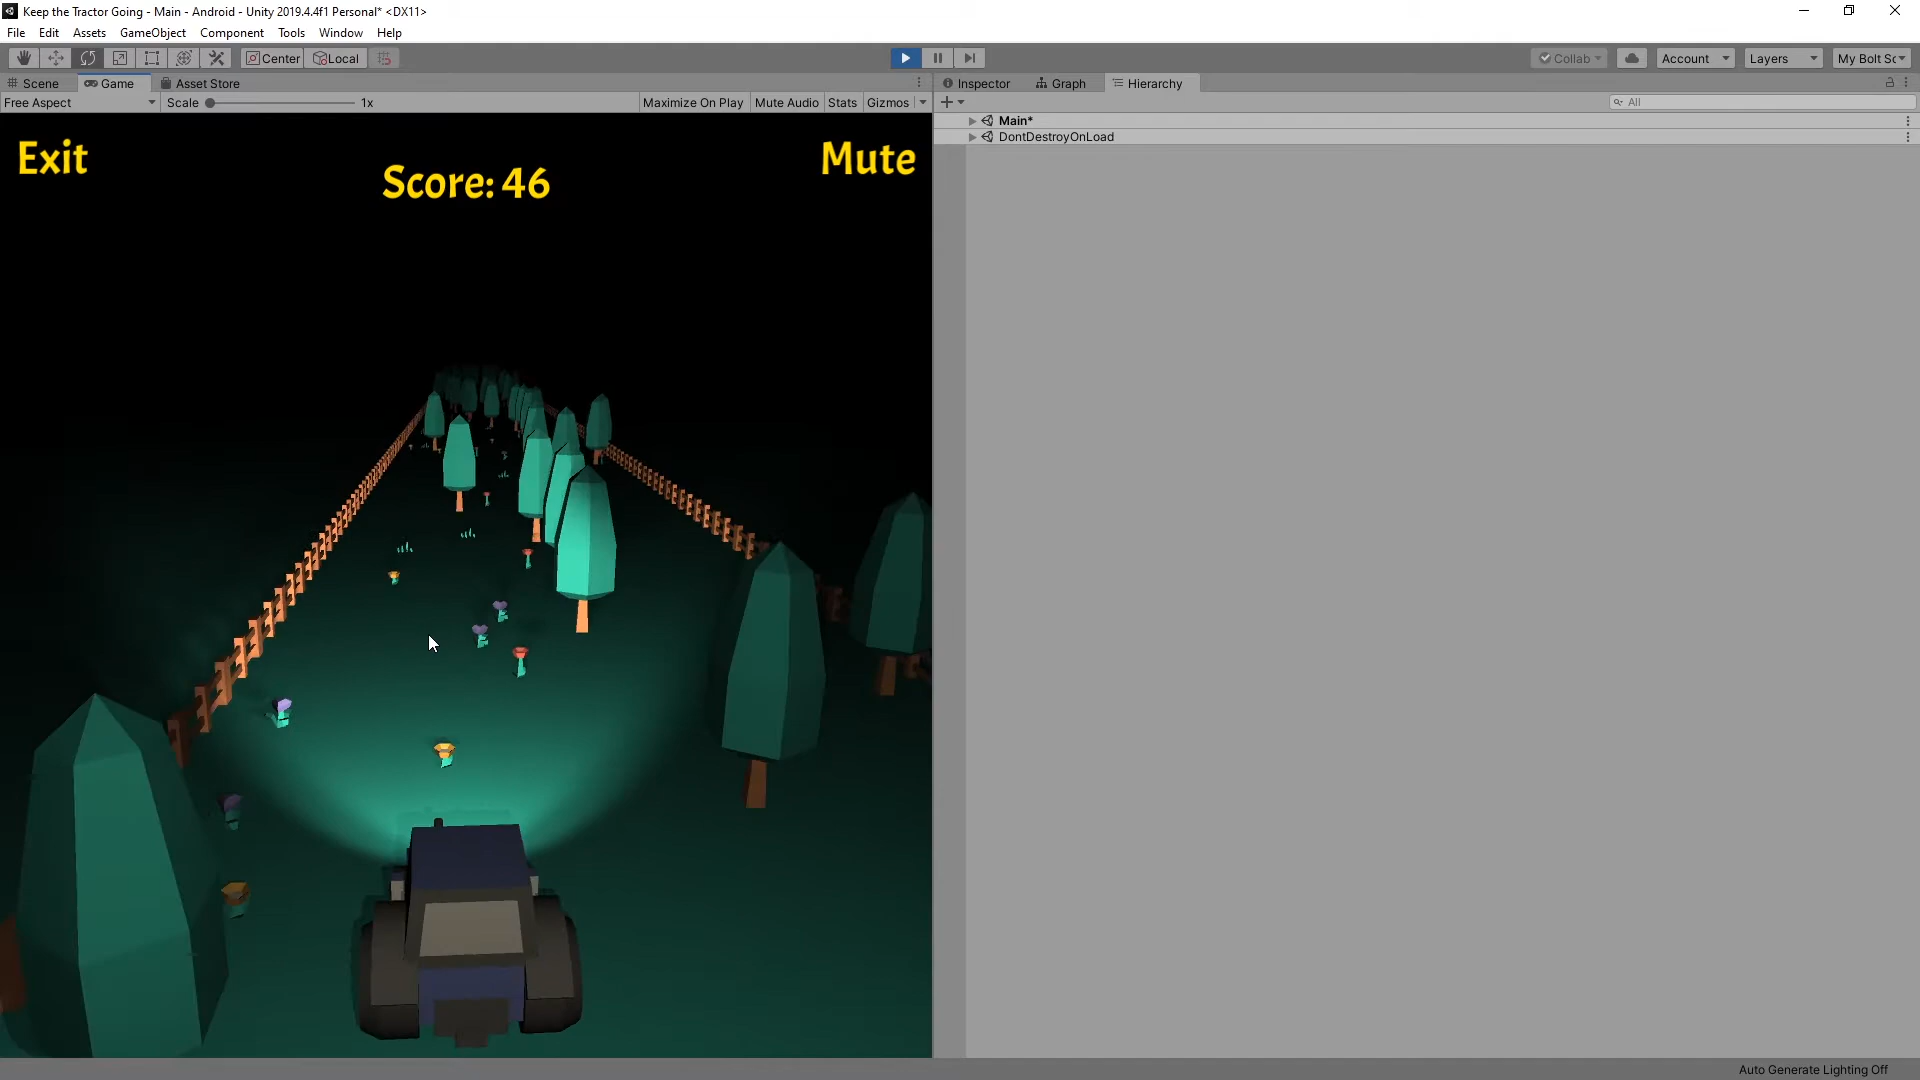 Keep the Tractor Going - Main - Android - Unity 2019.4.4f1 Personal* <DX11>
File Edit Assets GameObject Component Tools Window Help
Center Local Collab Account Layers My Bolt Sc
Scene Game Asset Store Inspector Graph Hierarchy
Free Aspect Scale 1x Maximize On Play Mute Audio Stats Gizmos All
Main*
DontDestroyOnLoad
Exit Mute
Score: 46
Auto Generate Lighting Off